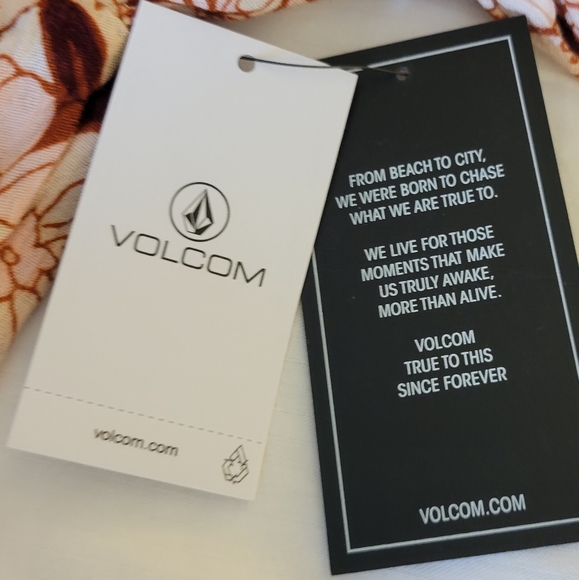 VOLCOM
volcom.com
FROM BEACH TO CITY,
WE WERE BORN TO CHASE
WHAT WE ARE TRUE TO.
WE LIVE FOR THOSE
MOMENTS THAT MAKE
US TRULY AWAKE,
MORE THAN ALIVE.
VOLCOM
TRUE TO THIS
SINCE FOREVER
VOLCOM.COM